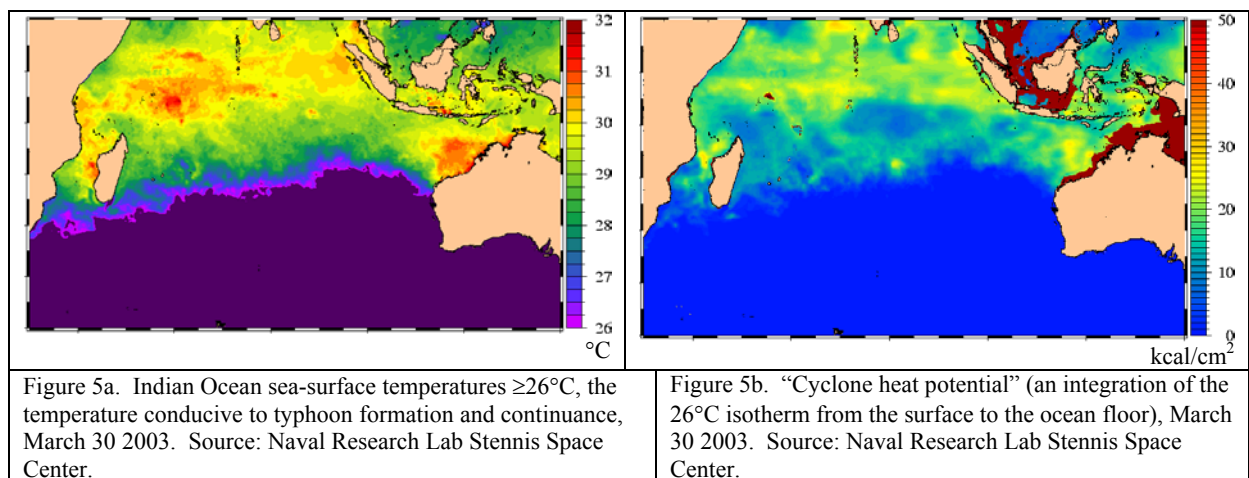 32
31
30
29
28
27
26
°C
50
40
30
20
10
0
kcal/cm2
Figure 5a. Indian Ocean sea-surface temperatures ≥26°C, the
temperature conducive to typhoon formation and continuance,
March 30 2003. Source: Naval Research Lab Stennis Space
Center.
Figure 5b. “Cyclone heat potential” (an integration of the
26°C isotherm from the surface to the ocean floor), March
30 2003. Source: Naval Research Lab Stennis Space
Center.